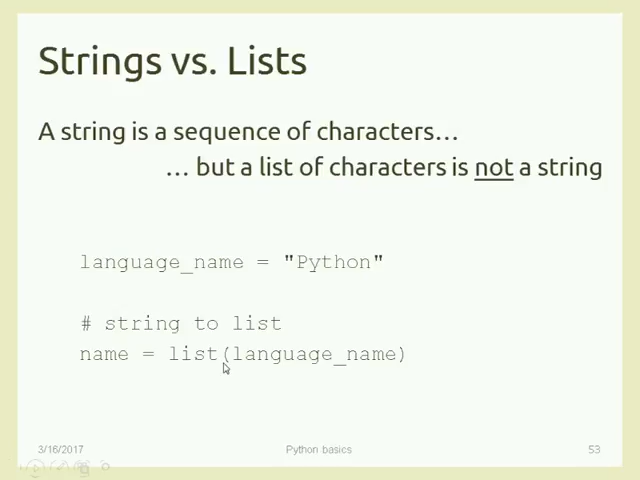 Strings vs. Lists
A string is a sequence of characters…
… but a list of characters is not a string
language_name = "Python"
# string to list
name = list(language_name)
3/16/2017 Python basics 53